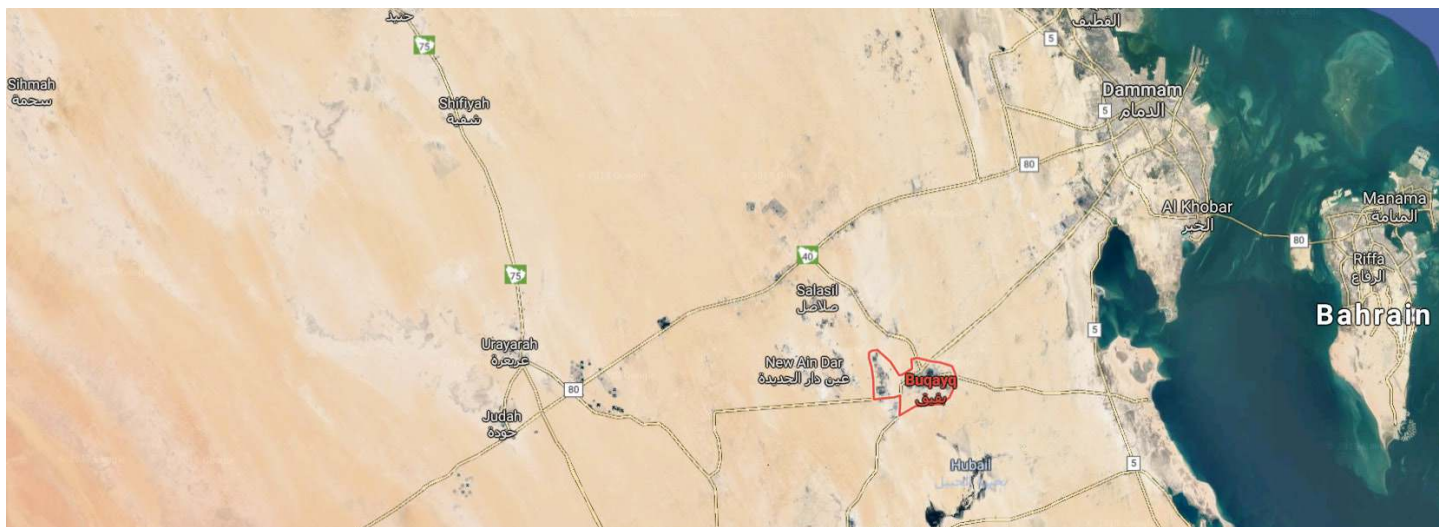 حنيذ
75
القطيف
5
Sihmah
سحمة
Shifiyah
شفية
Dammam
الدمام
5
80
Manama
المنامة
Al Khobar
الخبر
80
40
Riffa
الرفاع
75
Salasil
صلاصل
Bahrain
5
Urayarah
عريعرة
New Ain Dar
عين دار الجديدة
Buqayq
بقيق
80
Judah
جودة
Hubail
5